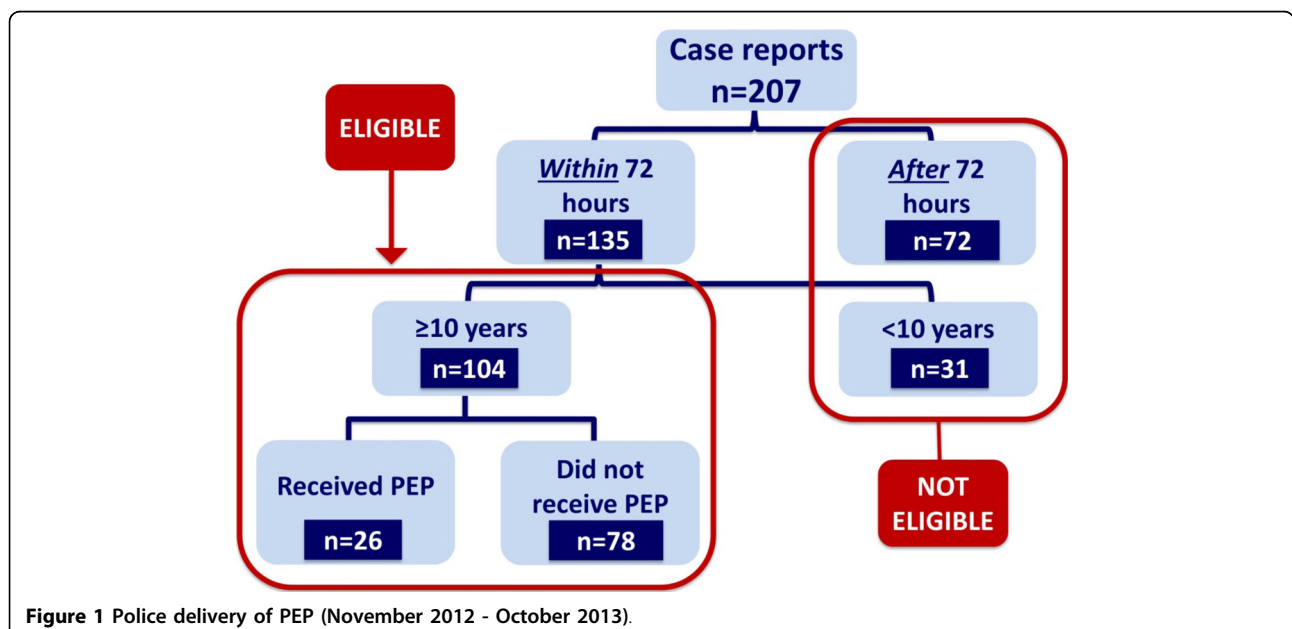 Case reports
n=207
ELIGIBLE
Within 72
hours
n=135
After 72
hours
n=72
≥10 years
n=104
<10 years
n=31
Received PEP
n=26
Did not
receive PEP
n=78
NOT
ELIGIBLE
Figure 1 Police delivery of PEP (November 2012 - October 2013).